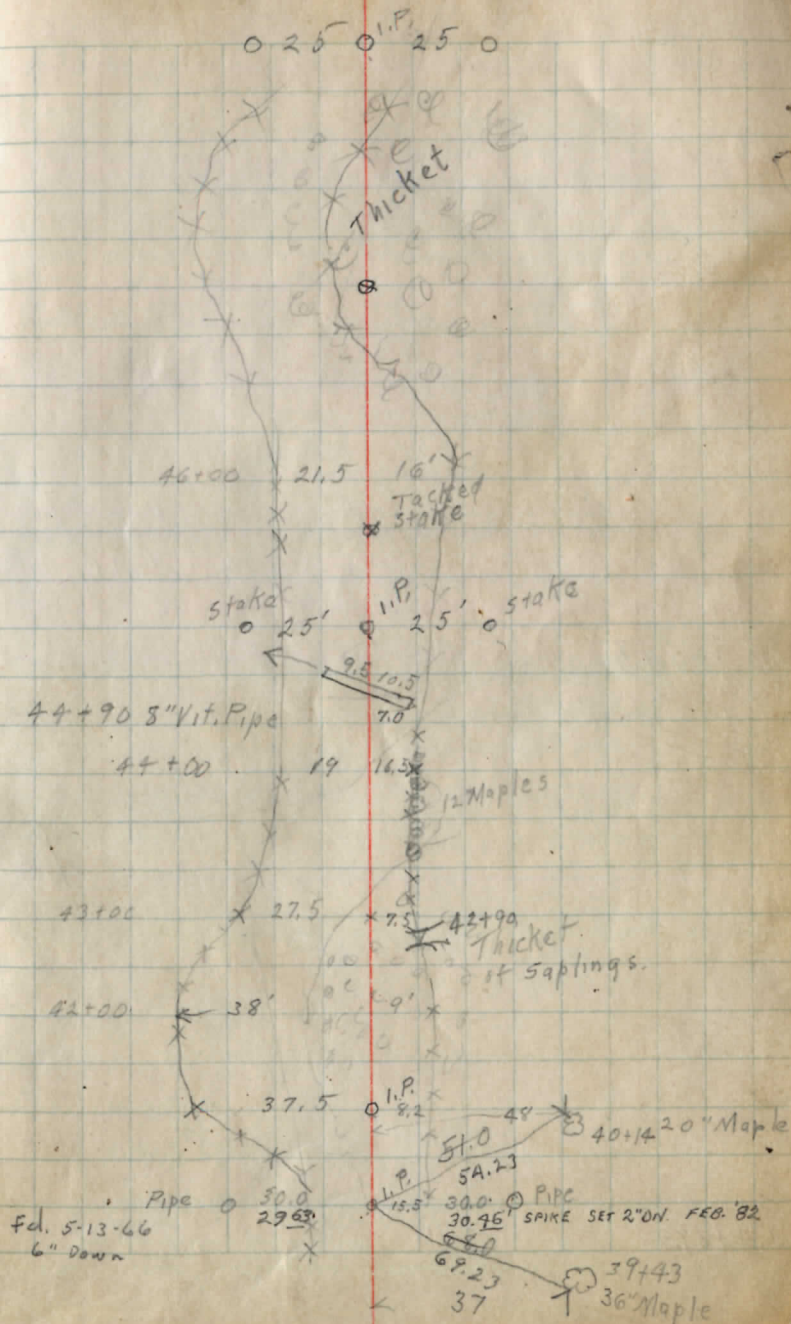 25 I.P. 25
Thicket
46+00 21.5 16'
Tacked
stake
stake 25' I.P. 25' stake
9.5 10.5
44+90 8" Vit. Pipe 7.0
44+00 19 16.3
12 Maples
43+00 27.5 7.5 42+90
Thicket
of Saplings.
42+00 38' 9'
37.5 I.P. 8.2 48
40+14 20" Maple
51.0
54.23
Pipe 30.0 I.P. 15.5 30.0 Pipe
29 63 30.46' SPIKE SET 2" DN. FEB. '82
Fd. 5-13-66
6" Down
68.0
69.23 39+43
37 36" Maple